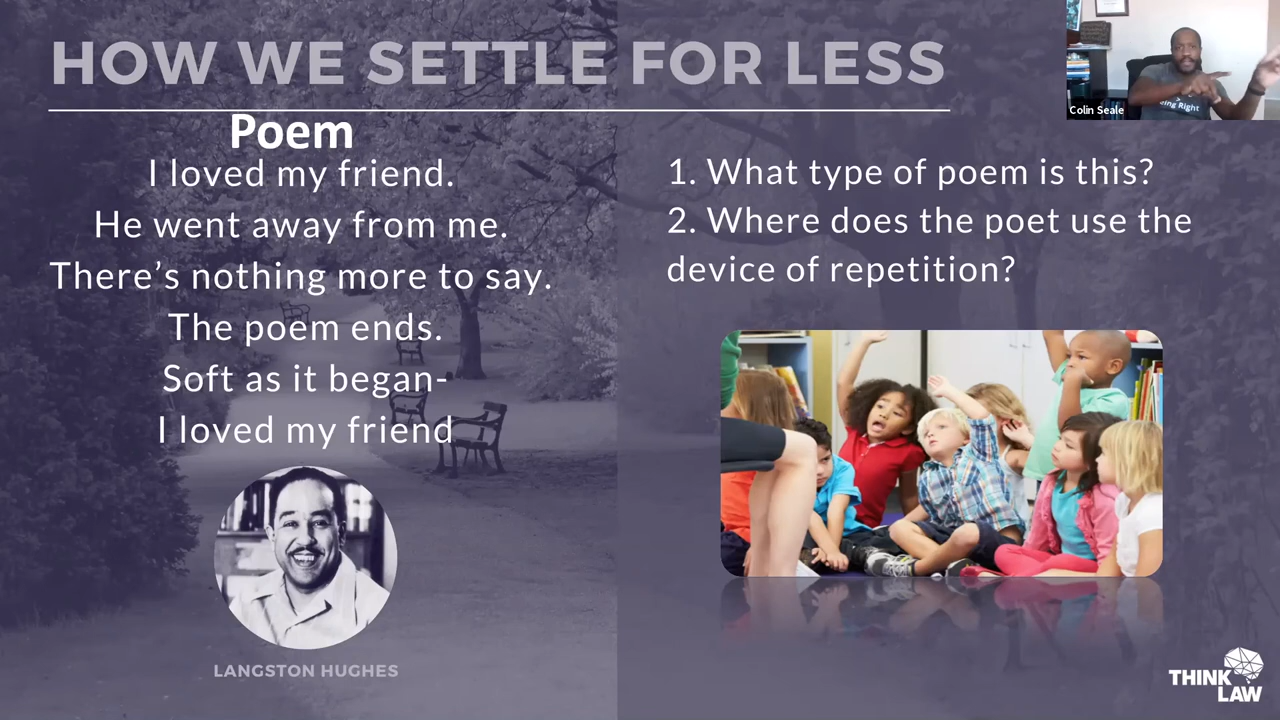 HOW WE SETTLE FOR LESS
Poem
I loved my friend.
He went away from me.
There’s nothing more to say.
The poem ends.
Soft as it began-
I loved my friend
LANGSTON HUGHES
1. What type of poem is this?
2. Where does the poet use the
device of repetition?
Colin Seale
ing Right
THINK
LAW